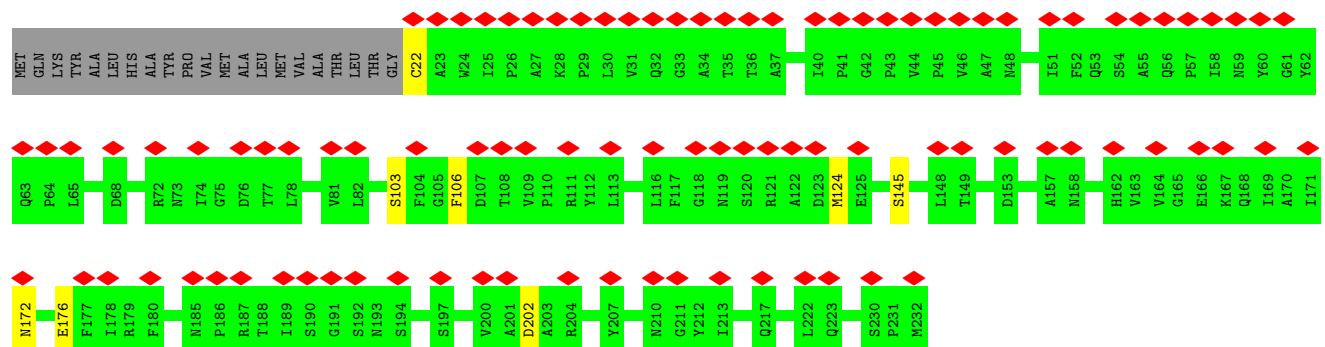 MET GLN LYS TYR ALA LEU HIS ALA TYR PRO VAL MET ALA LEU MET VAL ALA THR LEU THR GLY C22 A23 W24 I25 P26 A27 K28 P29 L30 V31 Q32 G33 A34 T35 T36 A37 I40 P41 G42 P43 V44 P45 V46 A47 N48 I51 F52 Q53 S54 A55 Q56 P57 I58 N59 Y60 G61 Y62
Q63 P64 L65 D68 R72 N73 I74 G75 D76 T77 L78 V81 L82 S103 F104 G105 F106 D107 T108 V109 P110 R111 Y112 L113 L116 F117 G118 N119 S120 R121 A122 D123 M124 E125 S145 L148 T149 D153 A157 N158 H162 V163 V164 G165 E166 K167 Q168 I169 A170 I171
N172 E176 F177 I178 R179 F180 N185 P186 R187 T188 I189 S190 G191 S192 N193 S194 S197 V200 A201 D202 A203 R204 Y207 N210 G211 Y212 I213 Q217 L222 Q223 S230 P231 M232